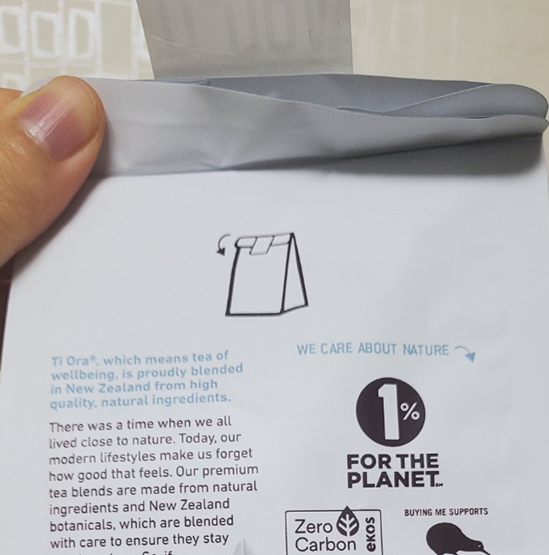 Ti Ora®, which means tea of
wellbeing, is proudly blended
in New Zealand from high
quality, natural ingredients.
There was a time when we all
lived close to nature. Today, our
modern lifestyles make us forget
how good that feels. Our premium
tea blends are made from natural
ingredients and New Zealand
botanicals, which are blended
with care to ensure they stay
WE CARE ABOUT NATURE
1%
FOR THE
PLANET
BUYING ME SUPPORTS
Zero
Carbon
ekos